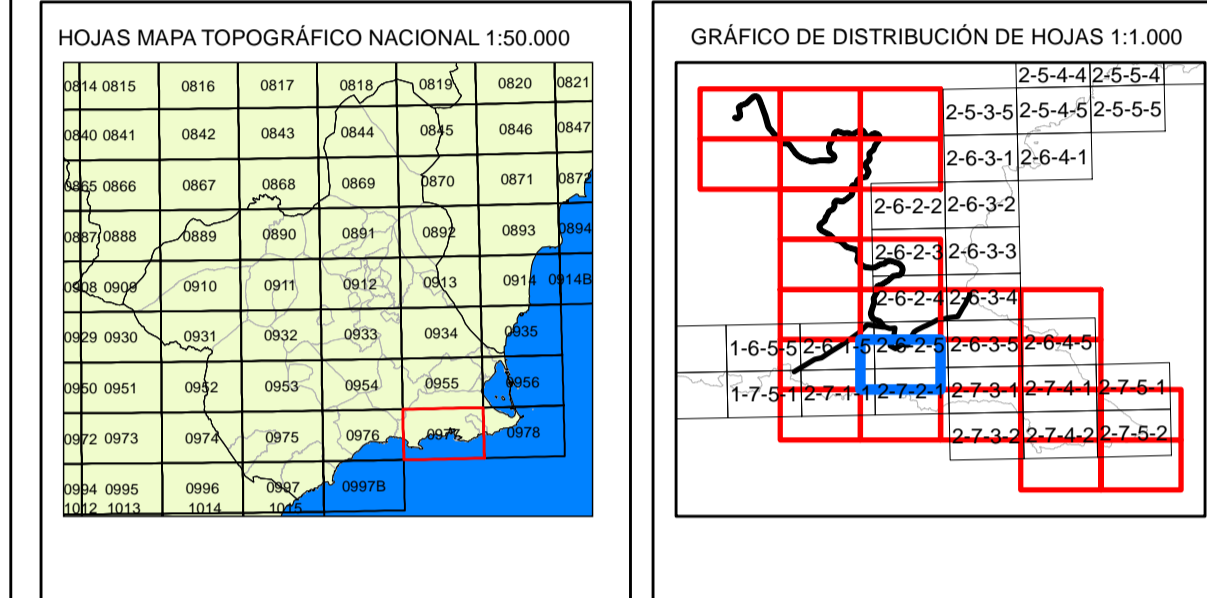 HOJAS MAPA TOPOGRÁFICO NACIONAL 1:50.000
0814 0815 0816 0817 0818 0819 0820 0821
0840 0841 0842 0843 0844 0845 0846 0847
0865 0866 0867 0868 0869 0870 0871 0872
0887 0888 0889 0890 0891 0892 0893 0894
0908 0909 0910 0911 0912 0913 0914 0914B
0929 0930 0931 0932 0933 0934 0935
0950 0951 0952 0953 0954 0955 0956
0972 0973 0974 0975 0976 0977 0978
0994 0995 0996 0997 0997B
1012 1013 1014 1015
GRÁFICO DE DISTRIBUCIÓN DE HOJAS 1:1.000
2-5-4-4 2-5-5-4
2-5-3-5 2-5-4-5 2-5-5-5
2-6-3-1 2-6-4-1
2-6-2-2 2-6-3-2
2-6-2-3 2-6-3-3
2-6-2-4 2-6-3-4
1-6-5-5 2-6-1-5 2-6-2-5 2-6-3-5 2-6-4-5
1-7-5-1 2-7-1-1 2-7-2-1 2-7-3-1 2-7-4-1 2-7-5-1
2-7-3-2 2-7-4-2 2-7-5-2